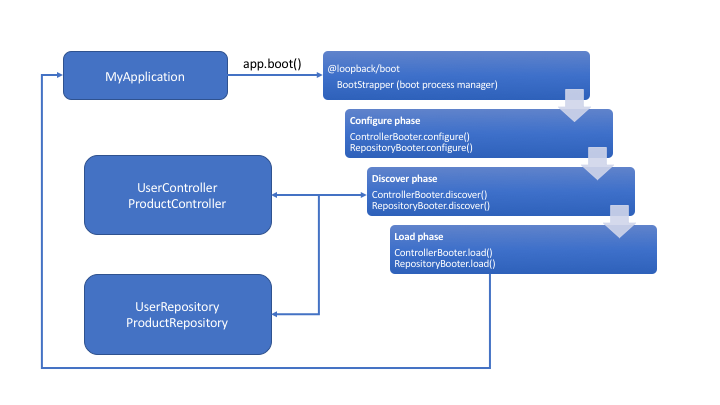 MyApplication
app.boot()
@loopback/boot
BootStrapper (boot process manager)
Configure phase
ControllerBooter.configure()
RepositoryBooter.configure()
UserController
ProductController
Discover phase
ControllerBooter.discover()
RepositoryBooter.discover()
Load phase
ControllerBooter.load()
RepositoryBooter.load()
UserRepository
ProductRepository